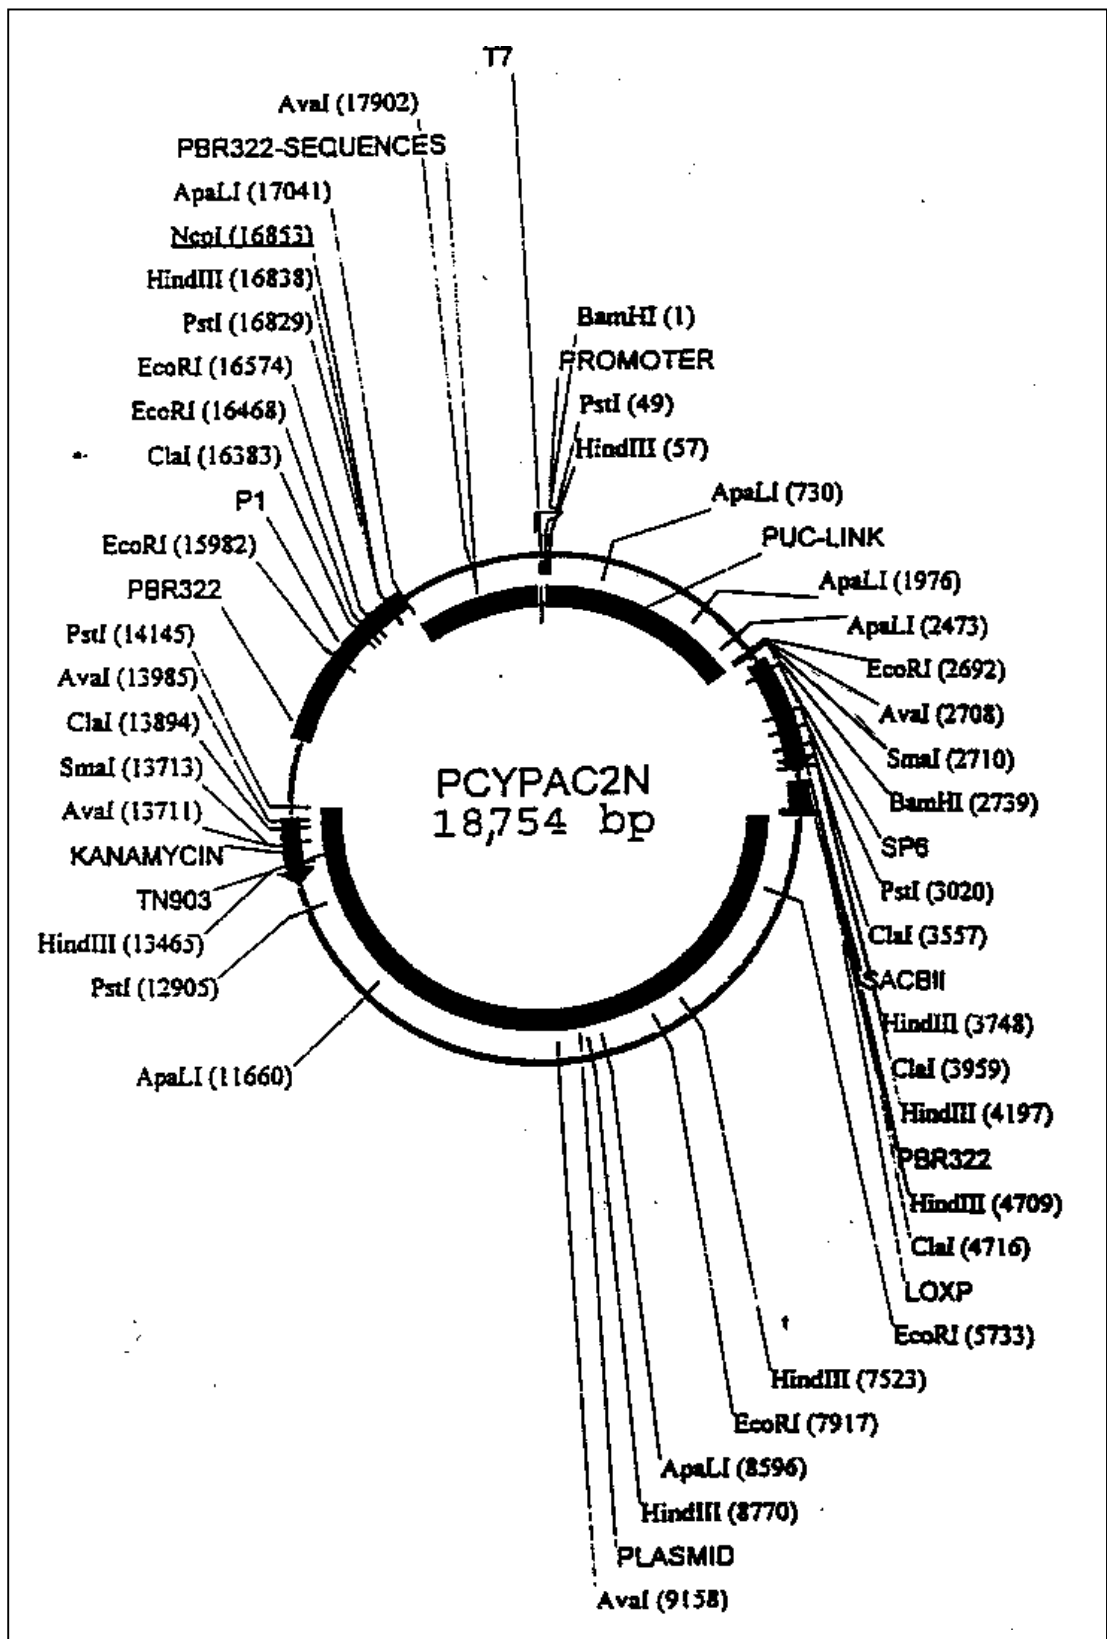 T7
AvaI (17902)
PBR322-SEQUENCES
ApaLI (17041)
NcoI (16853)
HindIII (16838)
PstI (16829)
EcoRI (16574)
EcoRI (16468)
ClaI (16383)
P1
EcoRI (15982)
PBR322
PstI (14145)
AvaI (13985)
ClaI (13894)
SmaI (13713)
AvaI (13711)
KANAMYCIN
TN903
HindIII (13465)
PstI (12905)
ApaLI (11660)
BamHI (1)
PROMOTER
PstI (49)
HindIII (57)
ApaLI (730)
PUC-LINK
ApaLI (1976)
ApaLI (2473)
EcoRI (2692)
AvaI (2708)
SmaI (2710)
BamHI (2739)
SP6
PstI (3020)
ClaI (3557)
SACBII
HindIII (3748)
ClaI (3959)
HindIII (4197)
PBR322
HindIII (4709)
ClaI (4716)
LOXP
EcoRI (5733)
HindIII (7523)
EcoRI (7917)
ApaLI (8596)
HindIII (8770)
PLASMID
AvaI (9158)
PCYPAC2N
18,754 bp